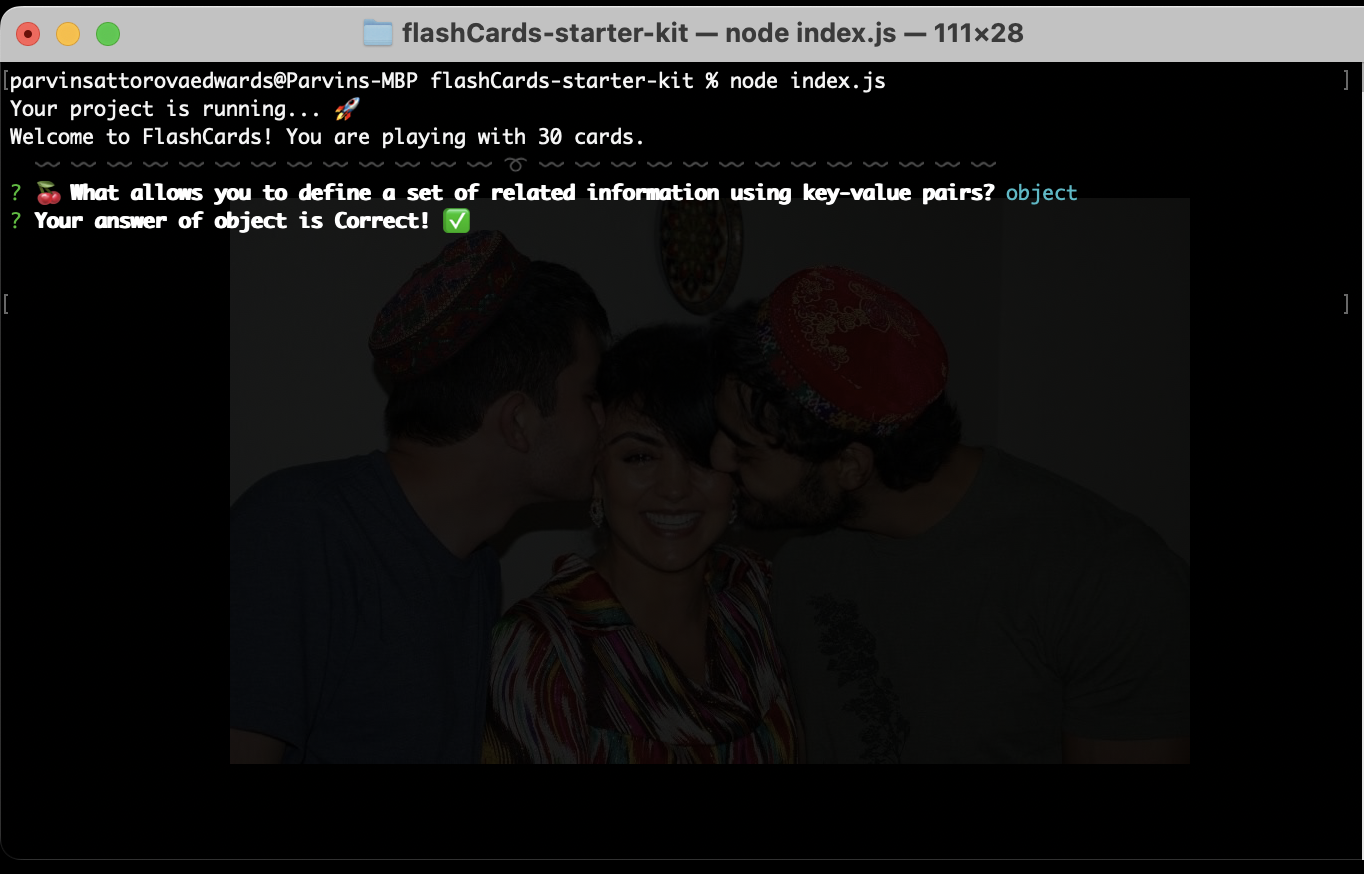 flashCards-starter-kit — node index.js — 111×28
[parvinsattorovaedwards@Parvins-MBP flashCards-starter-kit % node index.js ]
Your project is running... 🚀
Welcome to FlashCards! You are playing with 30 cards.
? 🍒 What allows you to define a set of related information using key-value pairs? object
? Your answer of object is Correct! ✅
[ ]